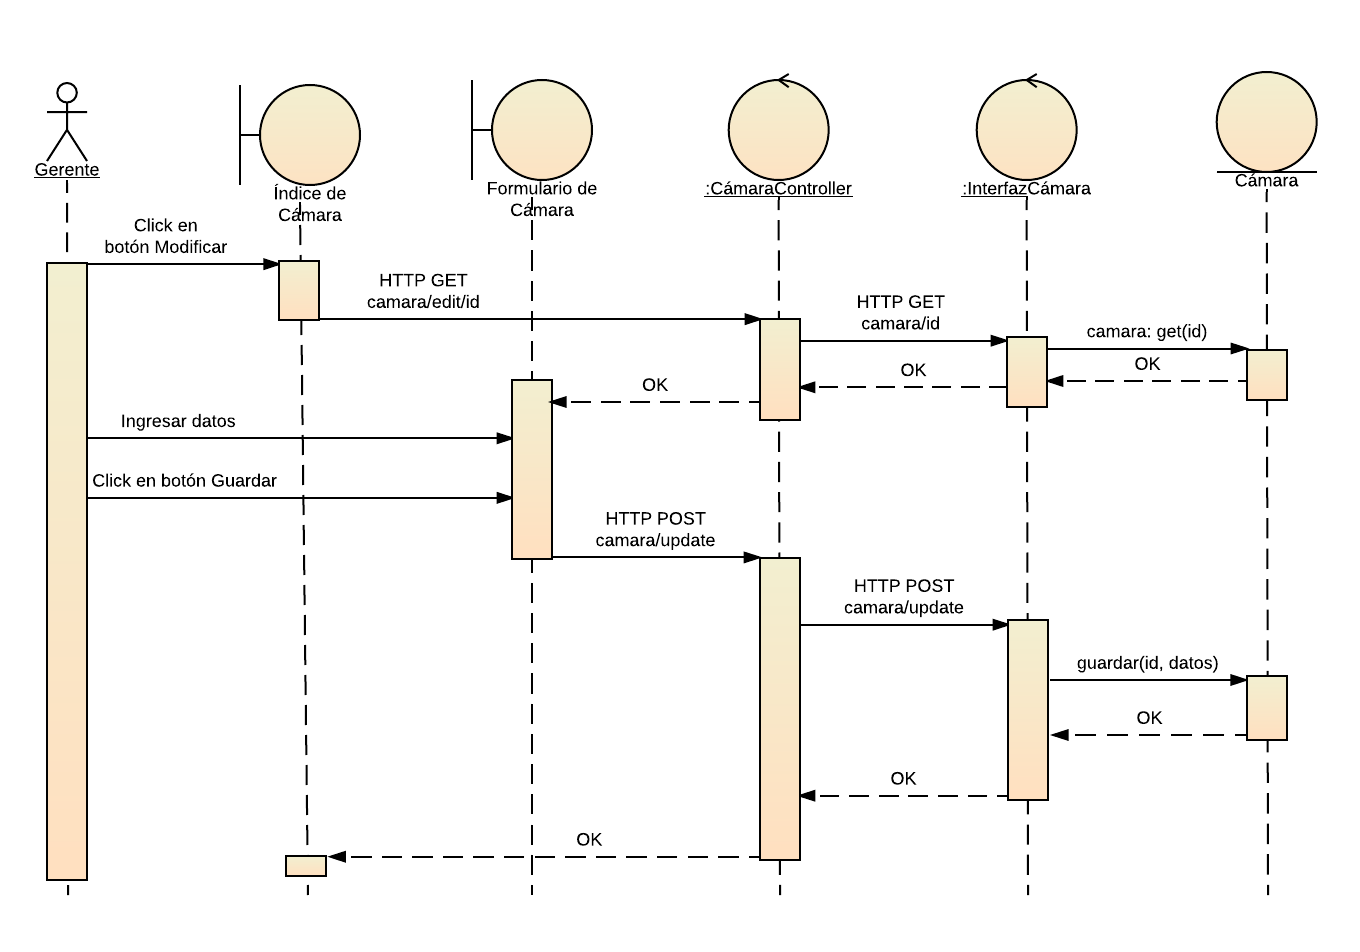 Gerente
Índice de
Cámara
Formulario de
Cámara
:CámaraController
:InterfazCámara
Cámara
Click en
botón Modificar
HTTP GET
camara/edit/id
HTTP GET
camara/id
camara: get(id)
OK
OK
OK
Ingresar datos
Click en botón Guardar
HTTP POST
camara/update
HTTP POST
camara/update
guardar(id, datos)
OK
OK
OK